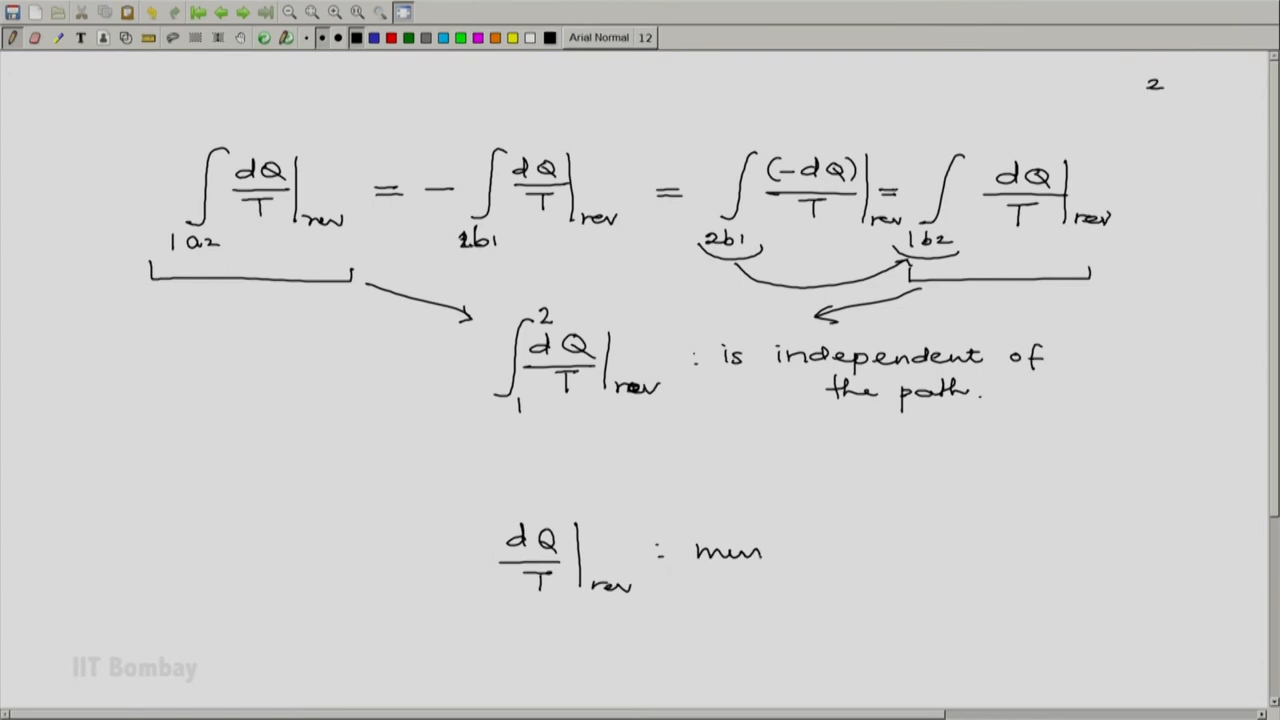 Arial Normal 12
2
∫_{1a2} dQ/T|_{rev} = - ∫_{2b1} dQ/T|_{rev} = ∫_{2b1} (-dQ)/T|_{rev} = ∫_{1b2} dQ/T|_{rev}
∫_1^2 dQ/T|_{rev} : is independent of
the path.
dQ/T|_{rev} :
IIT Bombay